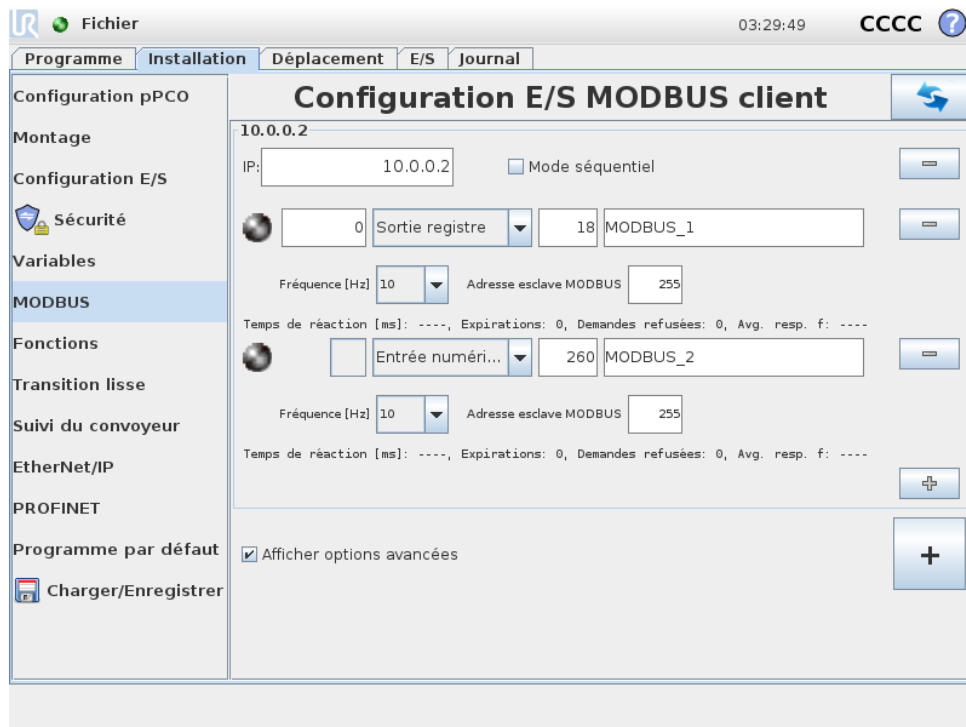 UR Fichier 03:29:49 CCCC ?
Programme Installation Déplacement E/S Journal
Configuration pPCO
Montage
Configuration E/S
Sécurité
Variables
MODBUS
Fonctions
Transition lisse
Suivi du convoyeur
EtherNet/IP
PROFINET
Programme par défaut
Charger/Enregistrer
Configuration E/S MODBUS client
10.0.0.2
IP: 10.0.0.2 Mode séquentiel
0 Sortie registre 18 MODBUS_1
Fréquence [Hz] 10 Adresse esclave MODBUS 255
Temps de réaction [ms]: ----, Expirations: 0, Demandes refusées: 0, Avg. resp. f: ----
Entrée numéri... 260 MODBUS_2
Fréquence [Hz] 10 Adresse esclave MODBUS 255
Temps de réaction [ms]: ----, Expirations: 0, Demandes refusées: 0, Avg. resp. f: ----
Afficher options avancées